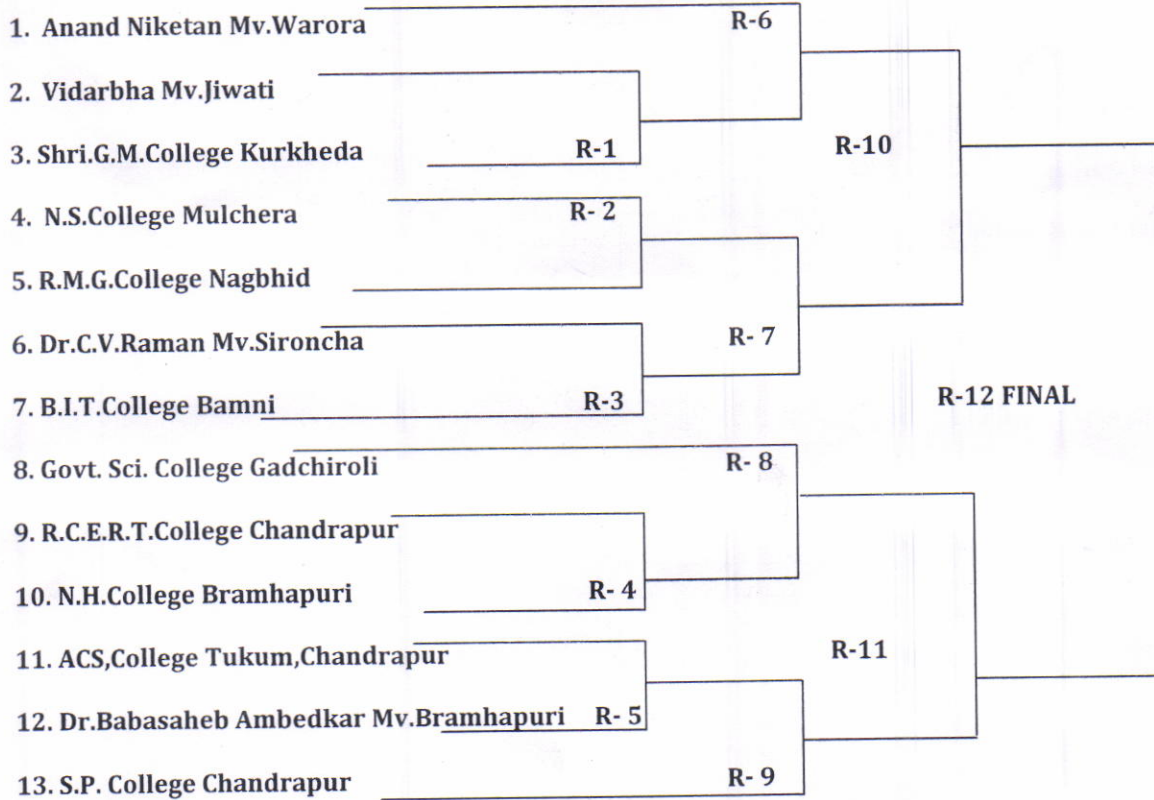 1. Anand Niketan Mv.Warora
R-6
2. Vidarbha Mv.Jiwati
3. Shri.G.M.College Kurkheda
R-1
R-10
4. N.S.College Mulchera
R- 2
5. R.M.G.College Nagbhid
6. Dr.C.V.Raman Mv.Sironcha
R- 7
7. B.I.T.College Bamni
R-3
R-12 FINAL
8. Govt. Sci. College Gadchiroli
R- 8
9. R.C.E.R.T.College Chandrapur
10. N.H.College Bramhapuri
R- 4
11. ACS,College Tukum,Chandrapur
R-11
12. Dr.Babasaheb Ambedkar Mv.Bramhapuri
R- 5
13. S.P. College Chandrapur
R- 9